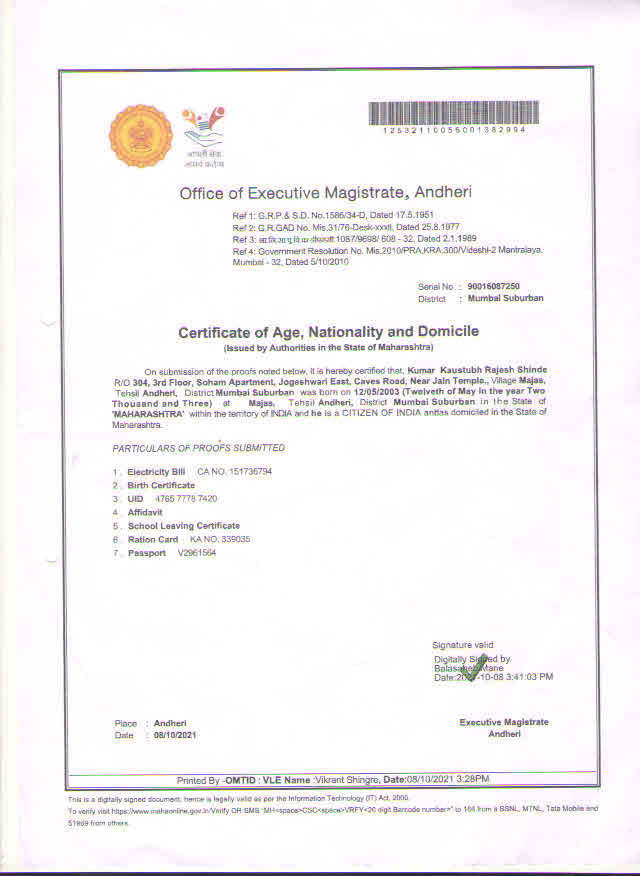 आपली सेवा
आमचं कर्तव्य
12532110056001382994
Office of Executive Magistrate, Andheri
Ref 1: G.R.P.& S.D. No.1586/34-D, Dated 17.5.1951
Ref 2: G.R.GAD No. Mis.31/76-Desk-xxxII, Dated 25.8.1977
Ref 3: 1087/9698/ 608 - 32, Dated 2.1.1989
Ref 4: Government Resolution No. Mis,2010/PRA,KRA,300/Videshi-2 Mantralaya,
Mumbai - 32, Dated 5/10/2010
Serial No : 90016087250
District : Mumbai Suburban
Certificate of Age, Nationality and Domicile
(Issued by Authorities in the State of Maharashtra)
On submission of the proofs noted below, it is hereby certified that, Kumar Kaustubh Rajesh Shinde
R/O 304, 3rd Floor, Soham Apartment, Jogeshwari East, Caves Road, Near Jain Temple,, Village Majas,
Tehsil Andheri, District Mumbai Suburban was born on 12/05/2003 (Twelveth of May in the year Two
Thousand and Three) at Majas, Tehsil Andheri, District Mumbai Suburban in the State of
'MAHARASHTRA' within the territory of INDIA and he is a CITIZEN OF INDIA domiciled in the State of
Maharashtra.
PARTICULARS OF PROOFS SUBMITTED
1 . Electricity Bill CA NO. 151736794
2 . Birth Certificate
3 . UID 4765 7778 7420
4 . Affidavit
5 . School Leaving Certificate
6 . Ration Card KA NO. 339035
7 . Passport V2961564
Signature valid
Digitally Signed by
Balasaheb Mane
Date:2021-10-08 3:41:03 PM
Place : Andheri
Date : 08/10/2021
Executive Magistrate
Andheri
Printed By -OMTID : VLE Name :Vikrant Shingre, Date:08/10/2021 3:28PM
This is a digitally signed document, hence is legally valid as per the Information Technology (IT) Act, 2000.
To verify visit https://www.mahaonline.gov.in/Verify OR SMS "MH<space>CSC<space>VRFY<20 digit Barcode number>" to 166 from a BSNL, MTNL, Tata Mobile and
51969 from others.